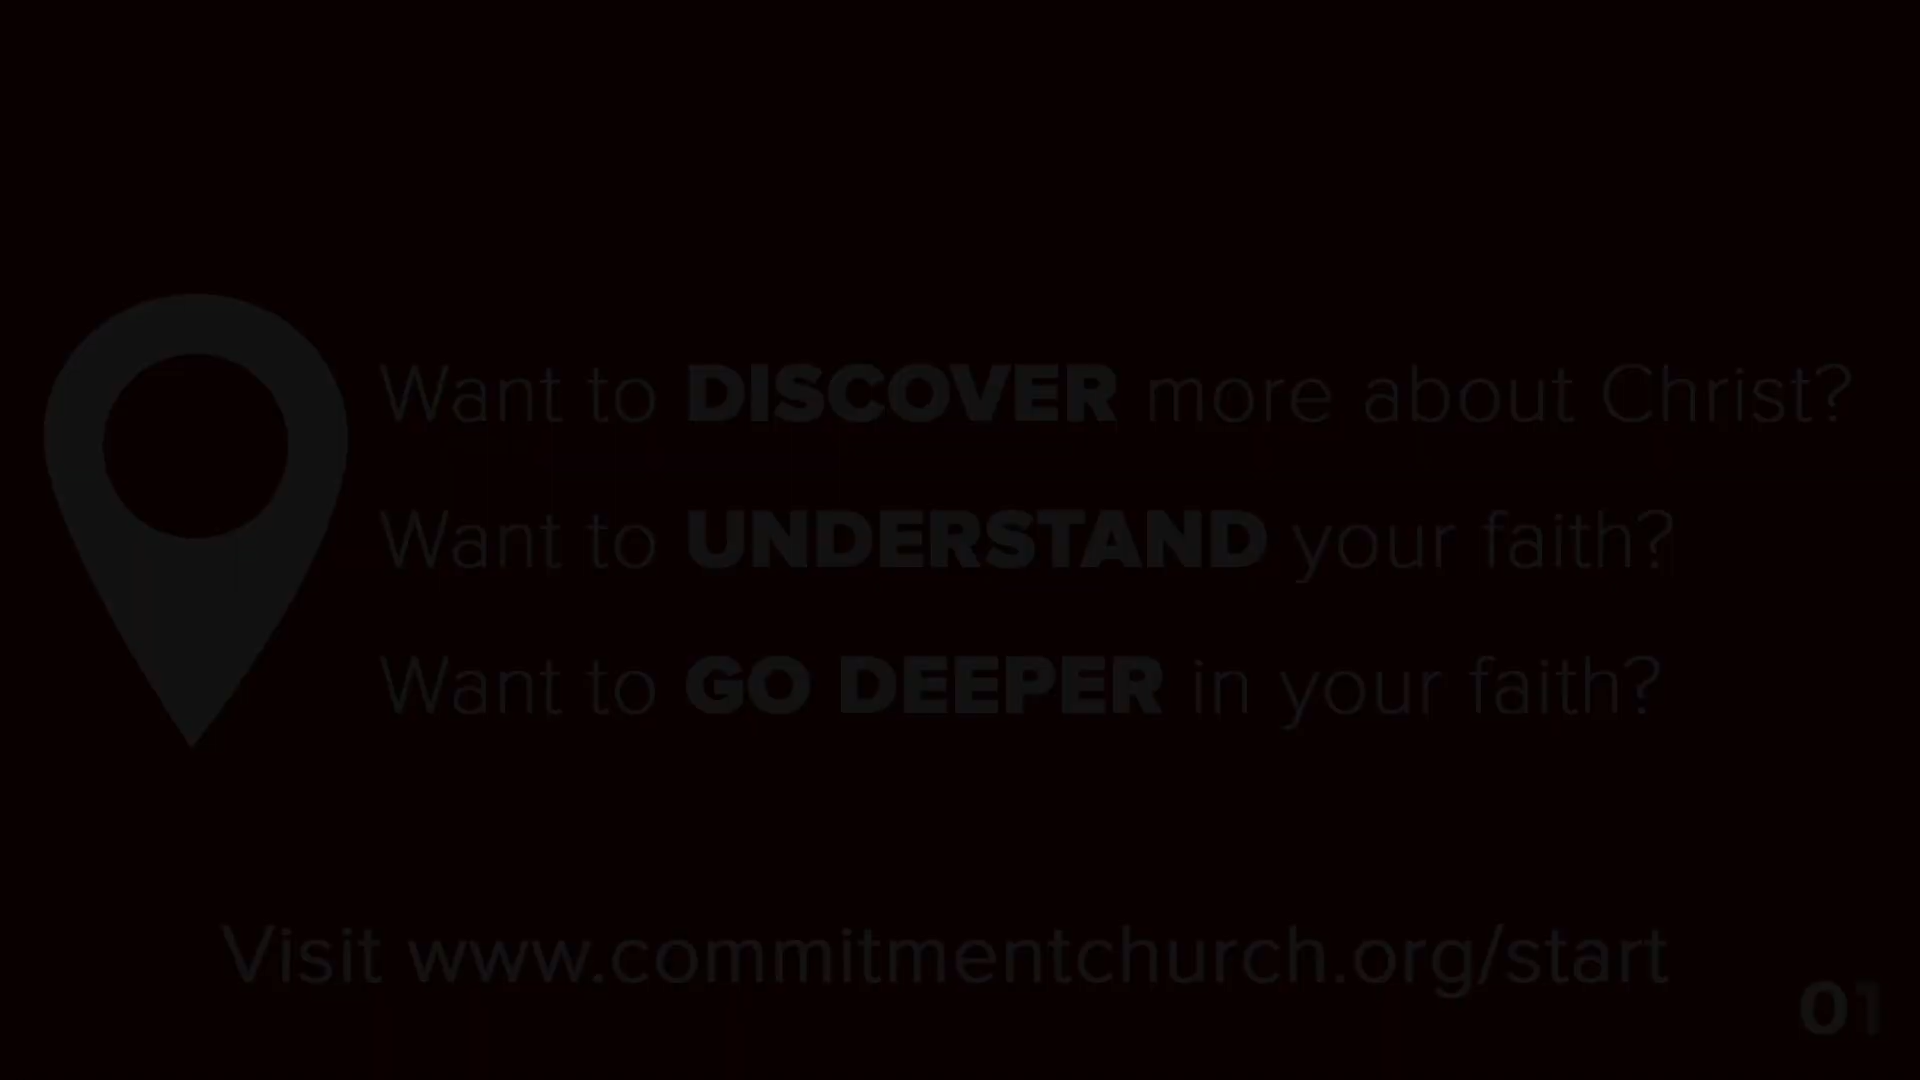 Want to DISCOVER more about Christ?
Want to UNDERSTAND your faith?
Want to GO DEEPER in your faith?
Visit www.commitmentchurch.org/start
01